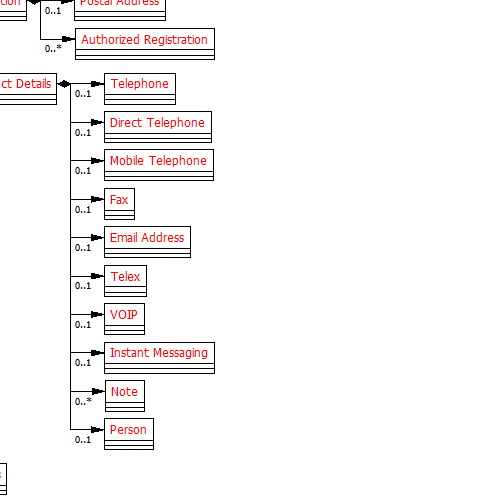 Postal Address
0..1
Authorized Registration
0..*
Details
Telephone
0..1
Direct Telephone
0..1
Mobile Telephone
0..1
Fax
0..1
Email Address
0..1
Telex
0..1
VOIP
0..1
Instant Messaging
0..1
Note
0..*
Person
0..1